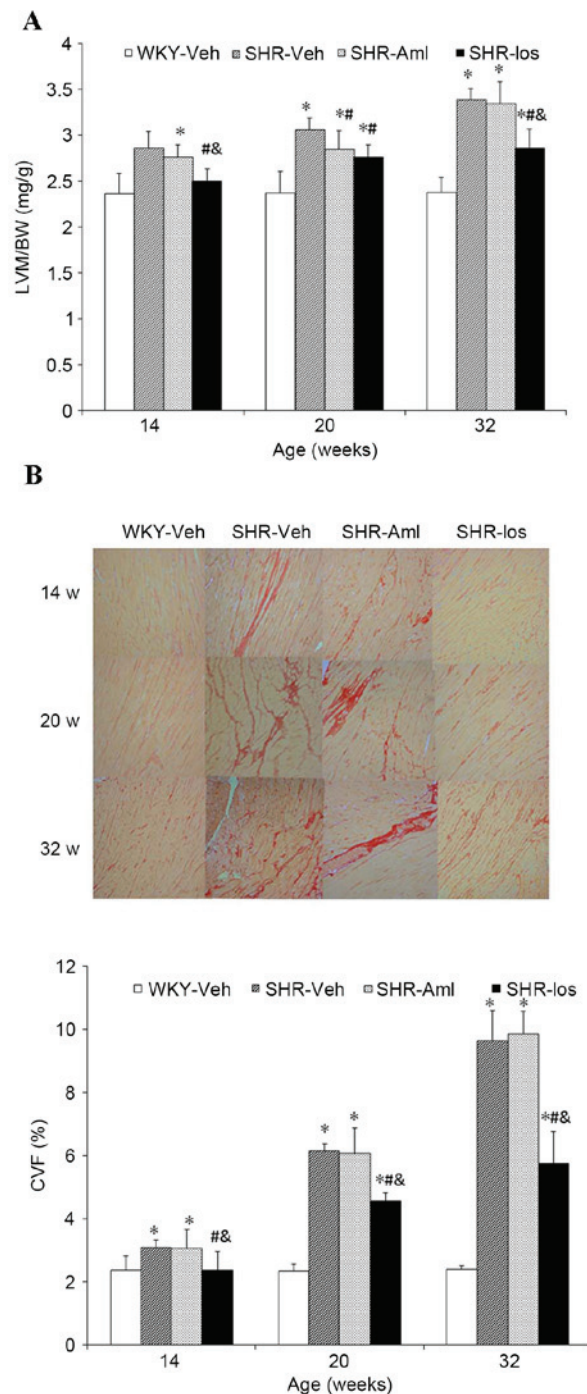 A
WKY-Veh SHR-Veh SHR-Aml SHR-los
4
3.5
3
2.5
2
1.5
1
0.5
0
LVM/BW (mg/g)
* #& * *# *# * * *#&
14 20 32
Age (weeks)
B
WKY-Veh SHR-Veh SHR-Aml SHR-los
14 w
20 w
32 w
WKY-Veh SHR-Veh SHR-Aml SHR-los
12
10
8
6
4
2
0
CVF (%)
* * #& * * *#& * * *#&
14 20 32
Age (weeks)